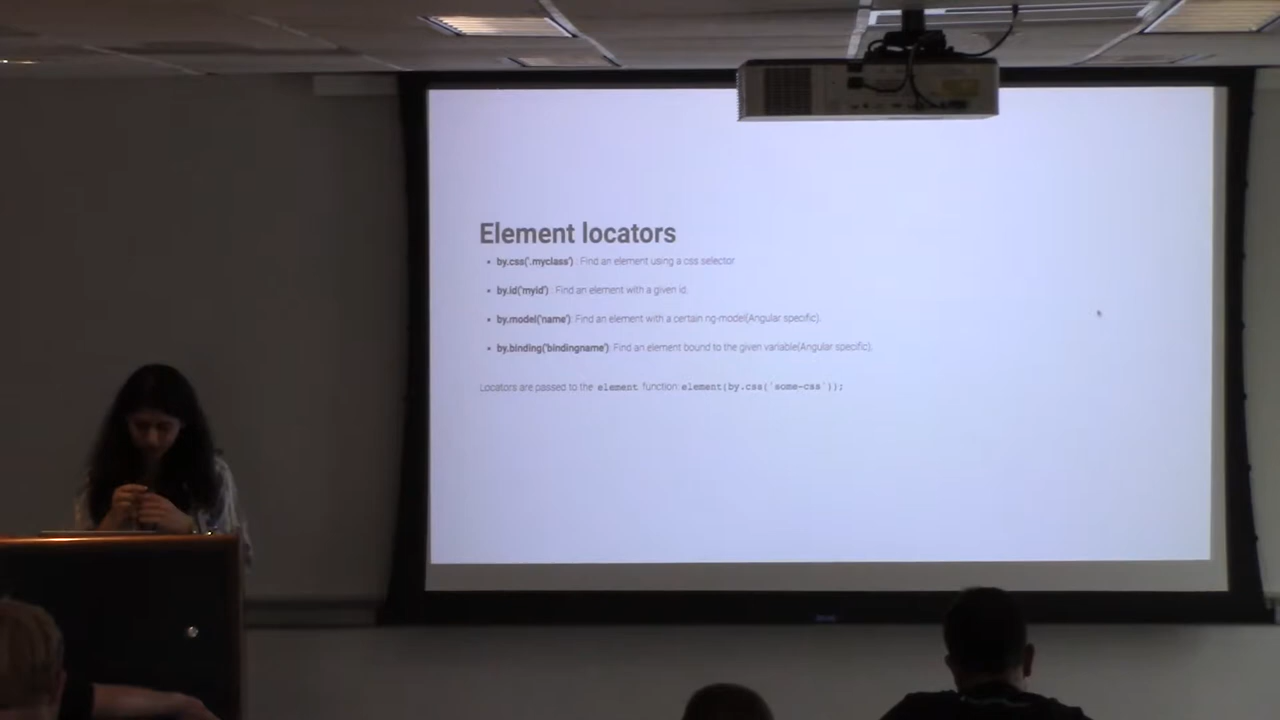 Element locators
• by.css('.myclass') : Find an element using a css selector
• by.id('myid') : Find an element with a given id.
• by.model('name'): Find an element with a certain ng-model(Angular specific).
• by.binding('bindingname'): Find an element bound to the given variable(Angular specific).
Locators are passed to the element function: element(by.css('some-css'));